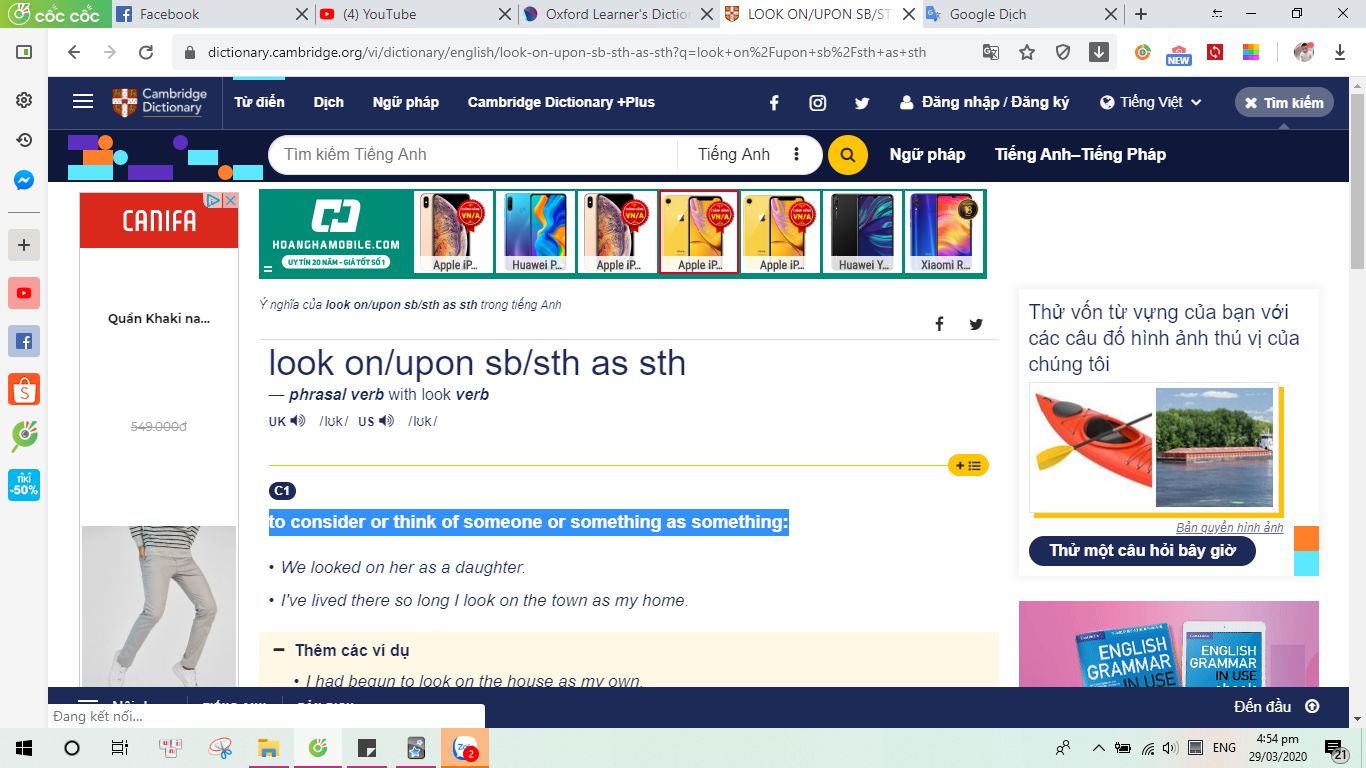 cốc cốc
Facebook
(4) YouTube
Oxford Learner's Dictio
LOOK ON/UPON SB/ST
Google Dịch
dictionary.cambridge.org/vi/dictionary/english/look-on-upon-sb-sth-as-sth?q=look+on%2Fupon+sb%2Fsth+as+sth
NEW
Cambridge
Dictionary
Từ điển
Dịch
Ngữ pháp
Cambridge Dictionary +Plus
Đăng nhập / Đăng ký
Tiếng Việt
Tìm kiếm
Tìm kiếm Tiếng Anh
Tiếng Anh
Ngữ pháp
Tiếng Anh–Tiếng Pháp
CANIFA
Quần Khaki na...
549.000đ
HOANGHAMOBILE.COM
UY TÍN 20 NĂM - GIÁ TỐT SỐ 1
VN/A
Apple iP...
Huawei P...
VN/A
Apple iP...
VN/A
Apple iP...
VN/A
Apple iP...
Huawei Y...
Xiaomi R...
Ý nghĩa của look on/upon sb/sth as sth trong tiếng Anh
look on/upon sb/sth as sth
— phrasal verb with look verb
UK /lʊk/ US /lʊk/
C1
to consider or think of someone or something as something:
• We looked on her as a daughter.
• I've lived there so long I look on the town as my home.
Thêm các ví dụ
• I had begun to look on the house as my own.
Thử vốn từ vựng của bạn với
các câu đố hình ảnh thú vị của
chúng tôi
Bản quyền hình ảnh
Thử một câu hỏi bây giờ
ENGLISH
GRAMMAR
IN USE
ENGLISH
GRAMMAR
IN USE
ebook
TIKI
-50%
Đến đầu
Đang kết nối...
Zalo
2
ENG
4:54 pm
29/03/2020
21